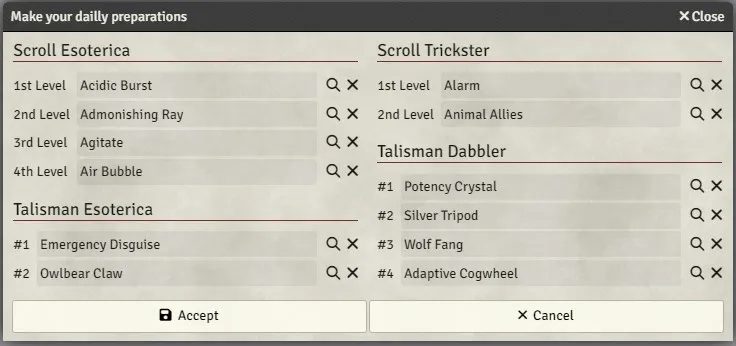 Make your dailly preparations
Close
Scroll Esoterica
1st Level Acidic Burst
2nd Level Admonishing Ray
3rd Level Agitate
4th Level Air Bubble
Talisman Esoterica
#1 Emergency Disguise
#2 Owlbear Claw
Scroll Trickster
1st Level Alarm
2nd Level Animal Allies
Talisman Dabbler
#1 Potency Crystal
#2 Silver Tripod
#3 Wolf Fang
#4 Adaptive Cogwheel
Accept
Cancel